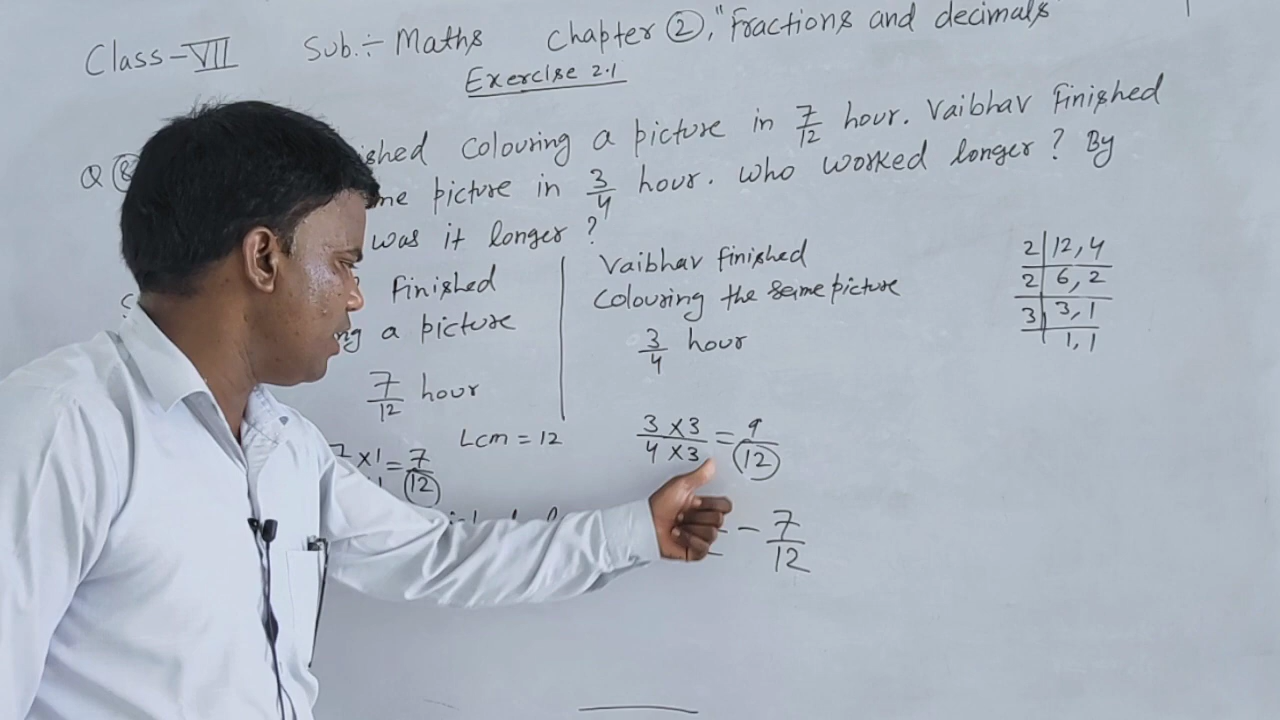 Class-VII Sub.÷ Maths Chapter ②, "Fractions and decimals"
Exercise 2.1
Q ⑧ shed colouring a picture in 7/12 hour. Vaibhav Finished
me picture in 3/4 hour. Who worked longer? By
was it longer?
finished
ng a picture
7/12 hour
Lcm = 12
×1 = 7/12
Vaibhav finished
Colouring the same picture
3/4 hour
3×3/4×3 = 9/12
- 7/12
2|12,4
2|6,2
3|3,1
1,1